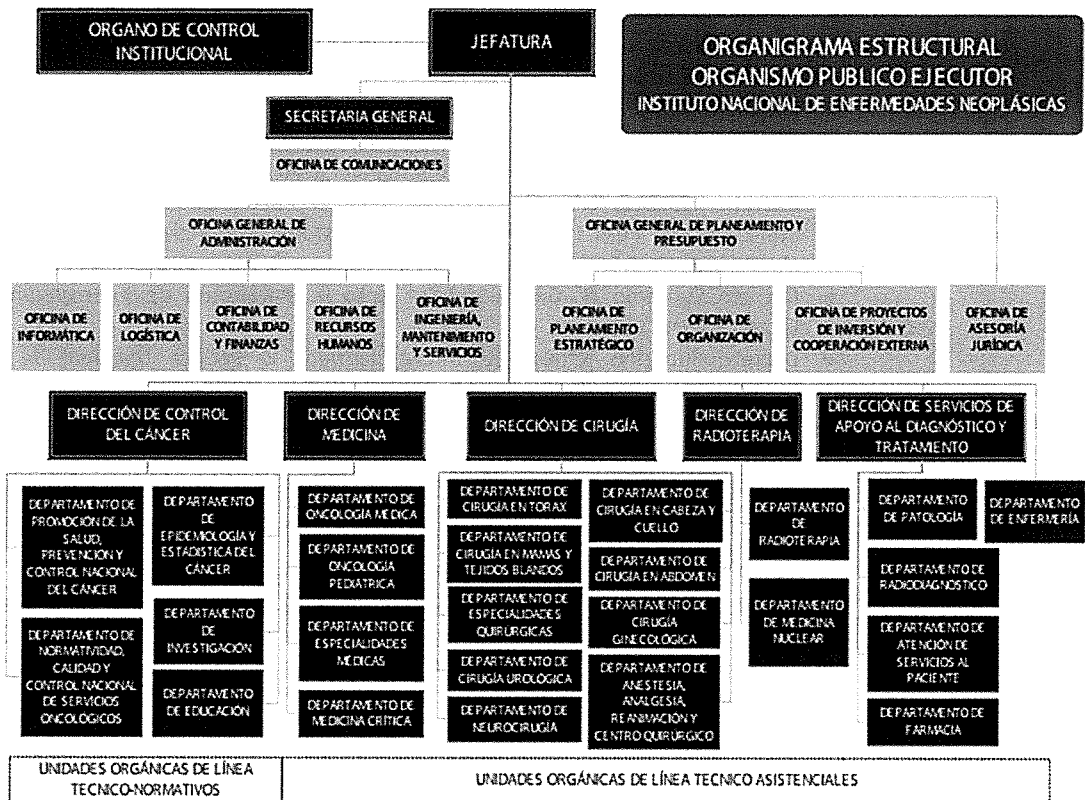 ORGANO DE CONTROL
INSTITUCIONAL
JEFATURA
ORGANIGRAMA ESTRUCTURAL
ORGANISMO PUBLICO EJECUTOR
INSTITUTO NACIONAL DE ENFERMEDADES NEOPLÁSICAS
SECRETARIA GENERAL
OFICINA DE COMUNICACIONES
OFICINA GENERAL DE
ADMINISTRACIÓN
OFICINA GENERAL DE PLANEAMIENTO Y
PRESUPUESTO
OFICINA DE
INFORMÁTICA
OFICINA DE
LOGÍSTICA
OFICINA DE
CONTABILIDAD
Y FINANZAS
OFICINA DE
RECURSOS
HUMANOS
OFICINA DE
INGENIERÍA,
MANTENIMIENTO
Y SERVICIOS
OFICINA DE
PLANEAMIENTO
ESTRATÉGICO
OFICINA DE
ORGANIZACIÓN
OFICINA DE PROYECTOS
DE INVERSIÓN Y
COOPERACIÓN EXTERNA
OFICINA DE
ASESORÍA
JURÍDICA
DIRECCIÓN DE CONTROL
DEL CÁNCER
DIRECCIÓN DE
MEDICINA
DIRECCIÓN DE CIRUGÍA
DIRECCIÓN DE
RADIOTERAPIA
DIRECCIÓN DE SERVICIOS DE
APOYO AL DIAGNÓSTICO Y
TRATAMIENTO
DEPARTAMENTO DE
PROMOCIÓN DE LA
SALUD,
PREVENCIÓN Y
CONTROL NACIONAL
DEL CÁNCER
DEPARTAMENTO DE
NORMATIVIDAD,
CALIDAD Y
CONTROL NACIONAL
DE SERVICIOS
ONCOLÓGICOS
DEPARTAMENTO
DE
EPIDEMIOLOGÍA Y
ESTADISTICA DEL
CÁNCER
DEPARTAMENTO
DE
INVESTIGACIÓN
DEPARTAMENTO
DE EDUCACIÓN
DEPARTAMENTO DE
ONCOLOGÍA MEDICA
DEPARTAMENTO DE
ONCOLOGÍA
PEDIÁTRICA
DEPARTAMENTO
DE ESPECIALIDADES
MEDICAS
DEPARTAMENTO DE
MEDICINA CRÍTICA
DEPARTAMENTO DE
CIRUGÍA EN TORAX
DEPARTAMENTO DE
CIRUGÍA EN MAMAS Y
TEJIDOS BLANDOS
DEPARTAMENTO DE
ESPECIALIDADES
QUIRÚRGICAS
DEPARTAMENTO DE
CIRUGÍA UROLÓGICA
DEPARTAMENTO DE
NEUROCIRUGÍA
DEPARTAMENTO DE
CIRUGÍA EN CABEZA Y
CUELLO
DEPARTAMENTO DE
CIRUGÍA EN ABDOMEN
DEPARTAMENTO DE
CIRUGÍA
GINECOLÓGICA
DEPARTAMENTO DE
ANESTESIA,
ANALGESIA,
REANIMACIÓN Y
CENTRO QUIRÚRGICO
DEPARTAMENTO
DE
RADIOTERAPIA
DEPARTAMENTO
DE MEDICINA
NUCLEAR
DEPARTAMENTO
DE PATOLOGÍA
DEPARTAMENTO DE
RADIODIAGNÓSTICO
DEPARTAMENTO DE
ATENCIÓN DE
SERVICIOS AL
PACIENTE
DEPARTAMENTO DE
FARMACIA
DEPARTAMENTO
DE ENFERMERÍA
UNIDADES ORGÁNICAS DE LÍNEA
TECNICO-NORMATIVOS
UNIDADES ORGÁNICAS DE LÍNEA TECNICO ASISTENCIALES